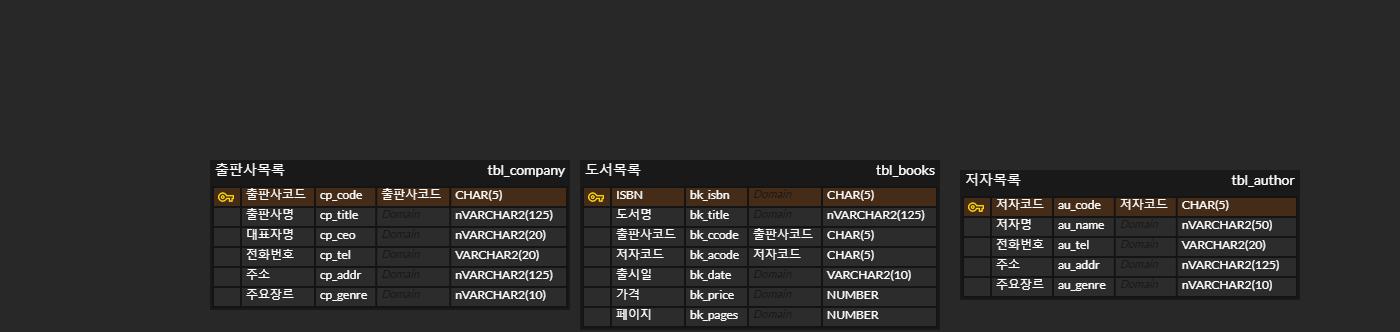 출판사목록 tbl_company
출판사코드 cp_code 출판사코드 CHAR(5)
출판사명 cp_title Domain nVARCHAR2(125)
대표자명 cp_ceo Domain nVARCHAR2(20)
전화번호 cp_tel Domain VARCHAR2(20)
주소 cp_addr Domain nVARCHAR2(125)
주요장르 cp_genre Domain nVARCHAR2(10)
도서목록 tbl_books
ISBN bk_isbn Domain CHAR(5)
도서명 bk_title Domain nVARCHAR2(125)
출판사코드 bk_ccode 출판사코드 CHAR(5)
저자코드 bk_acode 저자코드 CHAR(5)
출시일 bk_date Domain VARCHAR2(10)
가격 bk_price Domain NUMBER
페이지 bk_pages Domain NUMBER
저자목록 tbl_author
저자코드 au_code 저자코드 CHAR(5)
저자명 au_name Domain nVARCHAR2(50)
전화번호 au_tel Domain VARCHAR2(20)
주소 au_addr Domain nVARCHAR2(125)
주요장르 au_genre Domain nVARCHAR2(10)